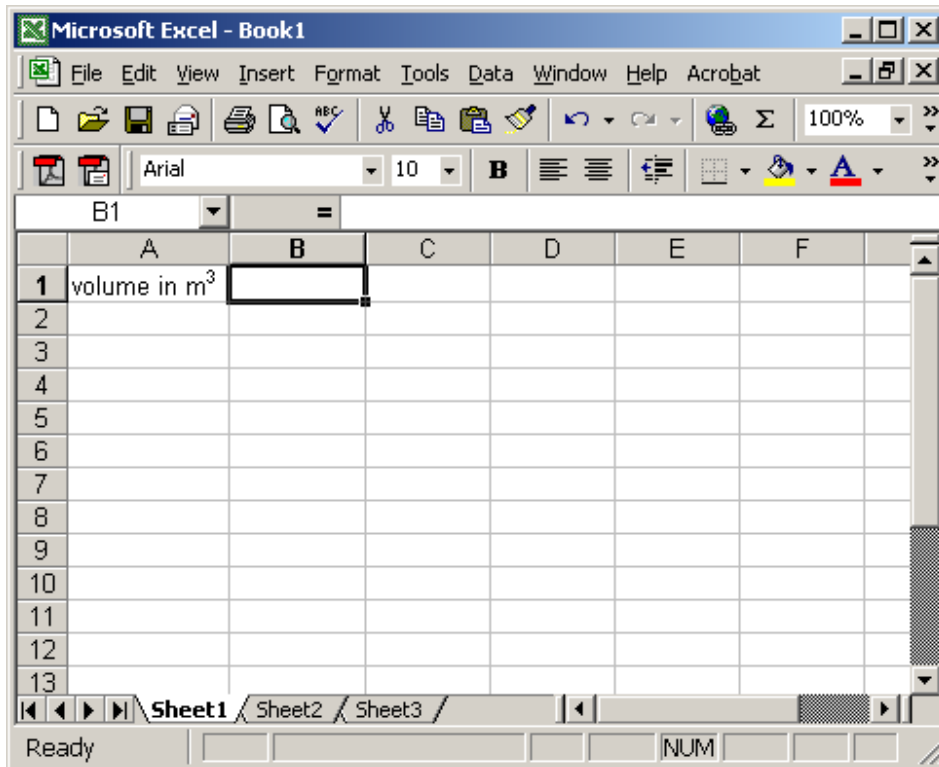 Microsoft Excel - Book1
File Edit View Insert Format Tools Data Window Help Acrobat
ABC Σ 100% »
Arial 10 B A »
B1 =
A B C D E F
1 volume in m³
2
3
4
5
6
7
8
9
10
11
12
13
Sheet1 Sheet2 Sheet3
Ready NUM